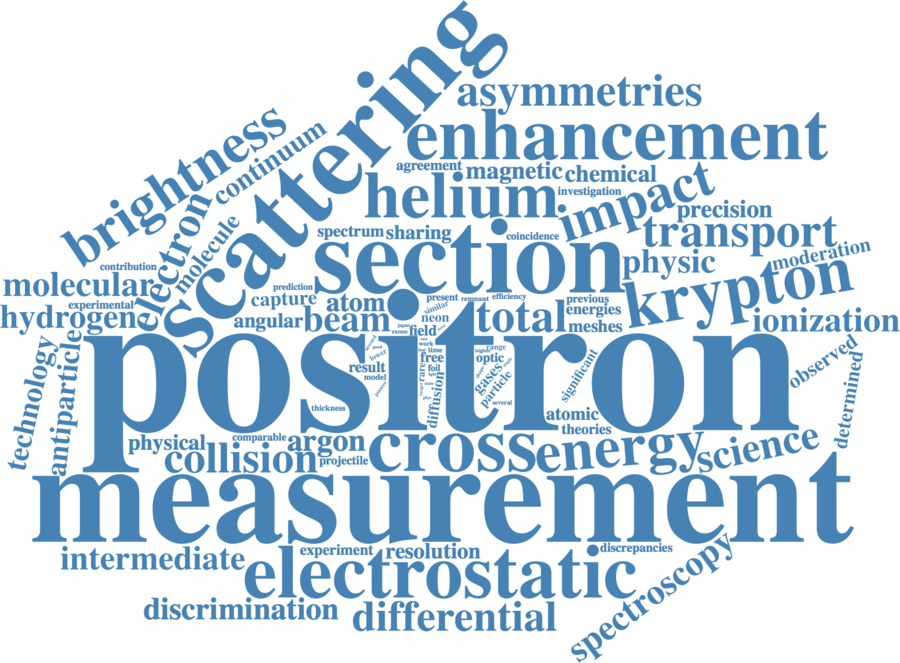 scattering
asymmetries
enhancement
brightness
continuum
agreement
magnetic
chemical
helium
investigation
impact
precision
electron
molecule
spectrum
sharing
coincidence
transport
section
physic
moderation
contribution
molecular
prediction
capture
atom
present
remnant
efficiency
previous
energies
krypton
experimental
hydrogen
similar
neon
angular
beam
field
total
meshes
ionization
positron
technology
antiparticle
lower
work
time
free
higher
range
optic
result
model
foil
rare
gases
particle
diffusion
several
significant
observed
determined
thickness
atomic
theories
physical
comparable
argon
collision
projectile
cross
energy
science
measurement
intermediate
experiment
resolution
discrepancies
electrostatic
spectroscopy
discrimination
differential